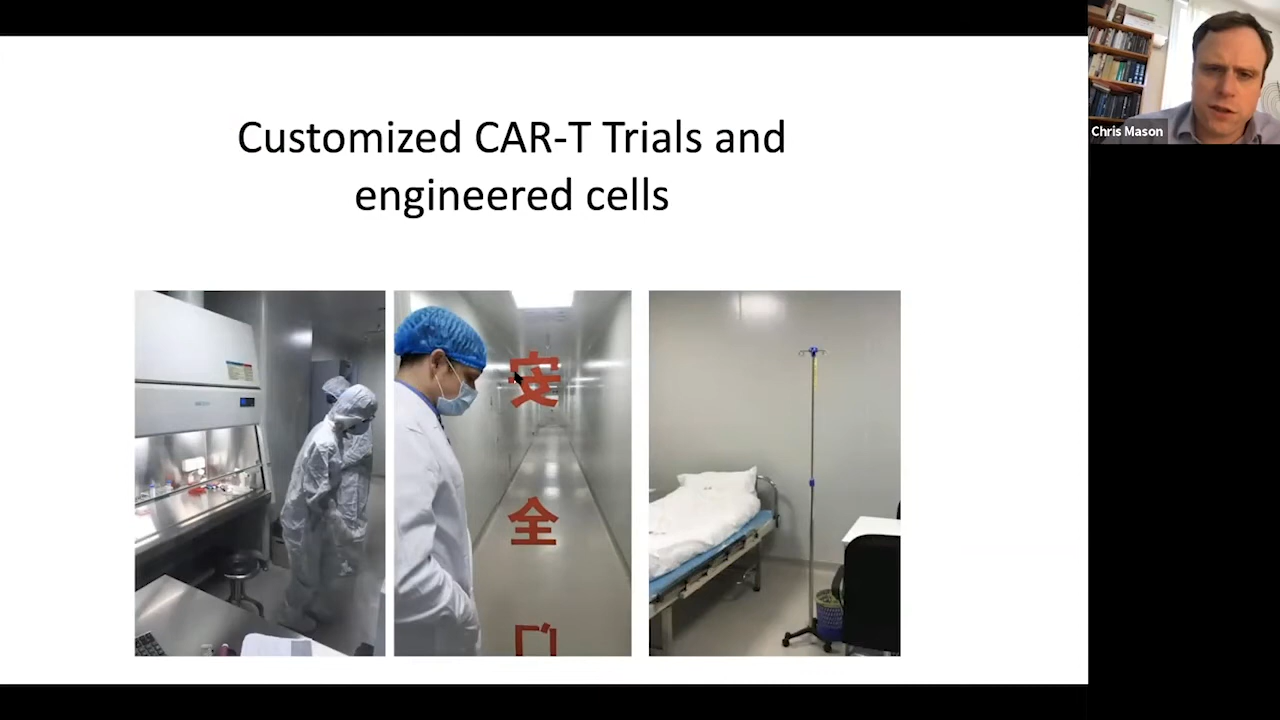 Customized CAR-T Trials and
engineered cells
Chris Mason
安
全
门